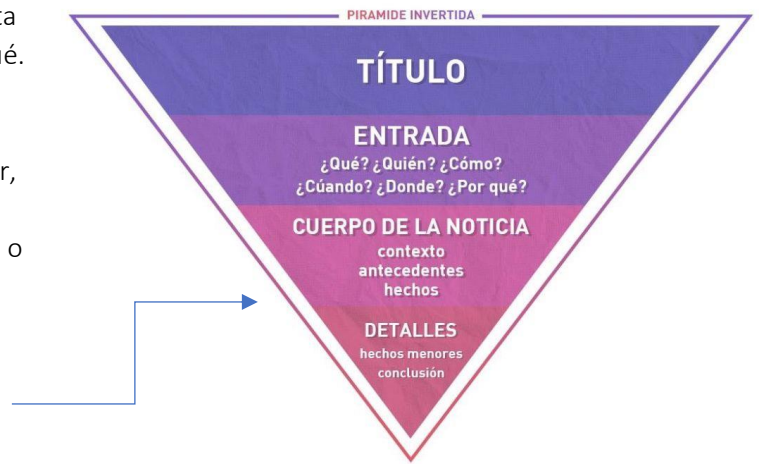 ta
é.
r,
o
PIRAMIDE INVERTIDA
TÍTULO
ENTRADA
¿Qué? ¿Quién? ¿Cómo?
¿Cúando? ¿Donde? ¿Por qué?
CUERPO DE LA NOTICIA
contexto
antecedentes
hechos
DETALLES
hechos menores
conclusión